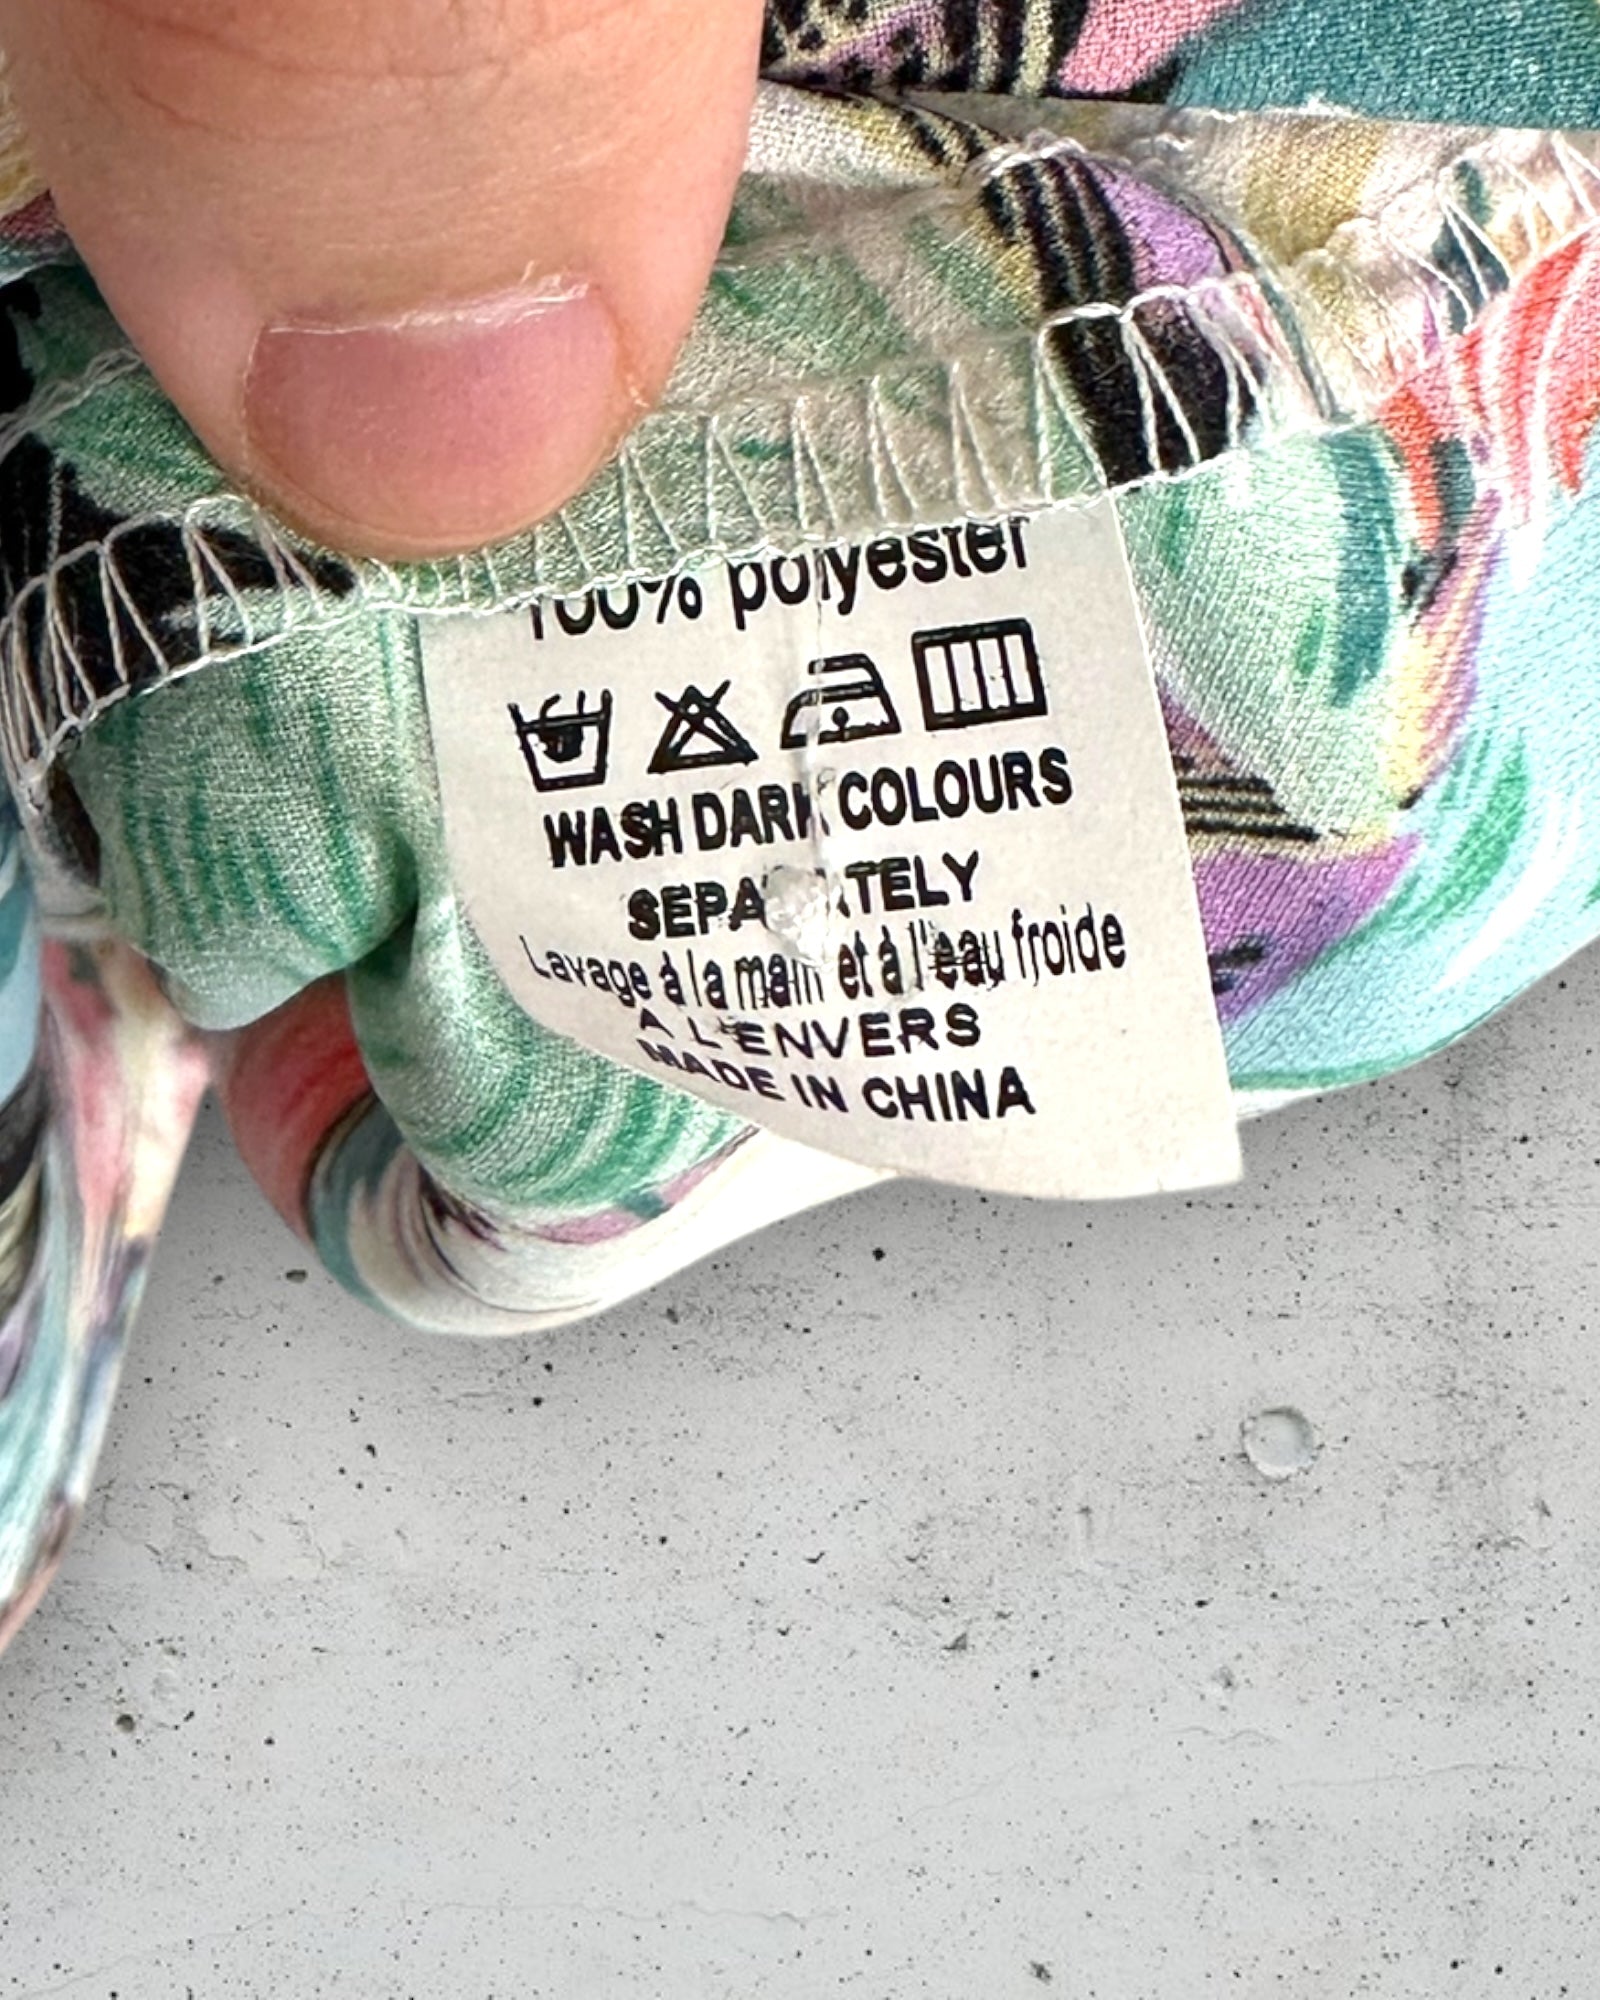 100% polyester
WASH DARK COLOURS
SEPARATELY
Lavage à la main et à l'eau froide
A L'ENVERS
MADE IN CHINA